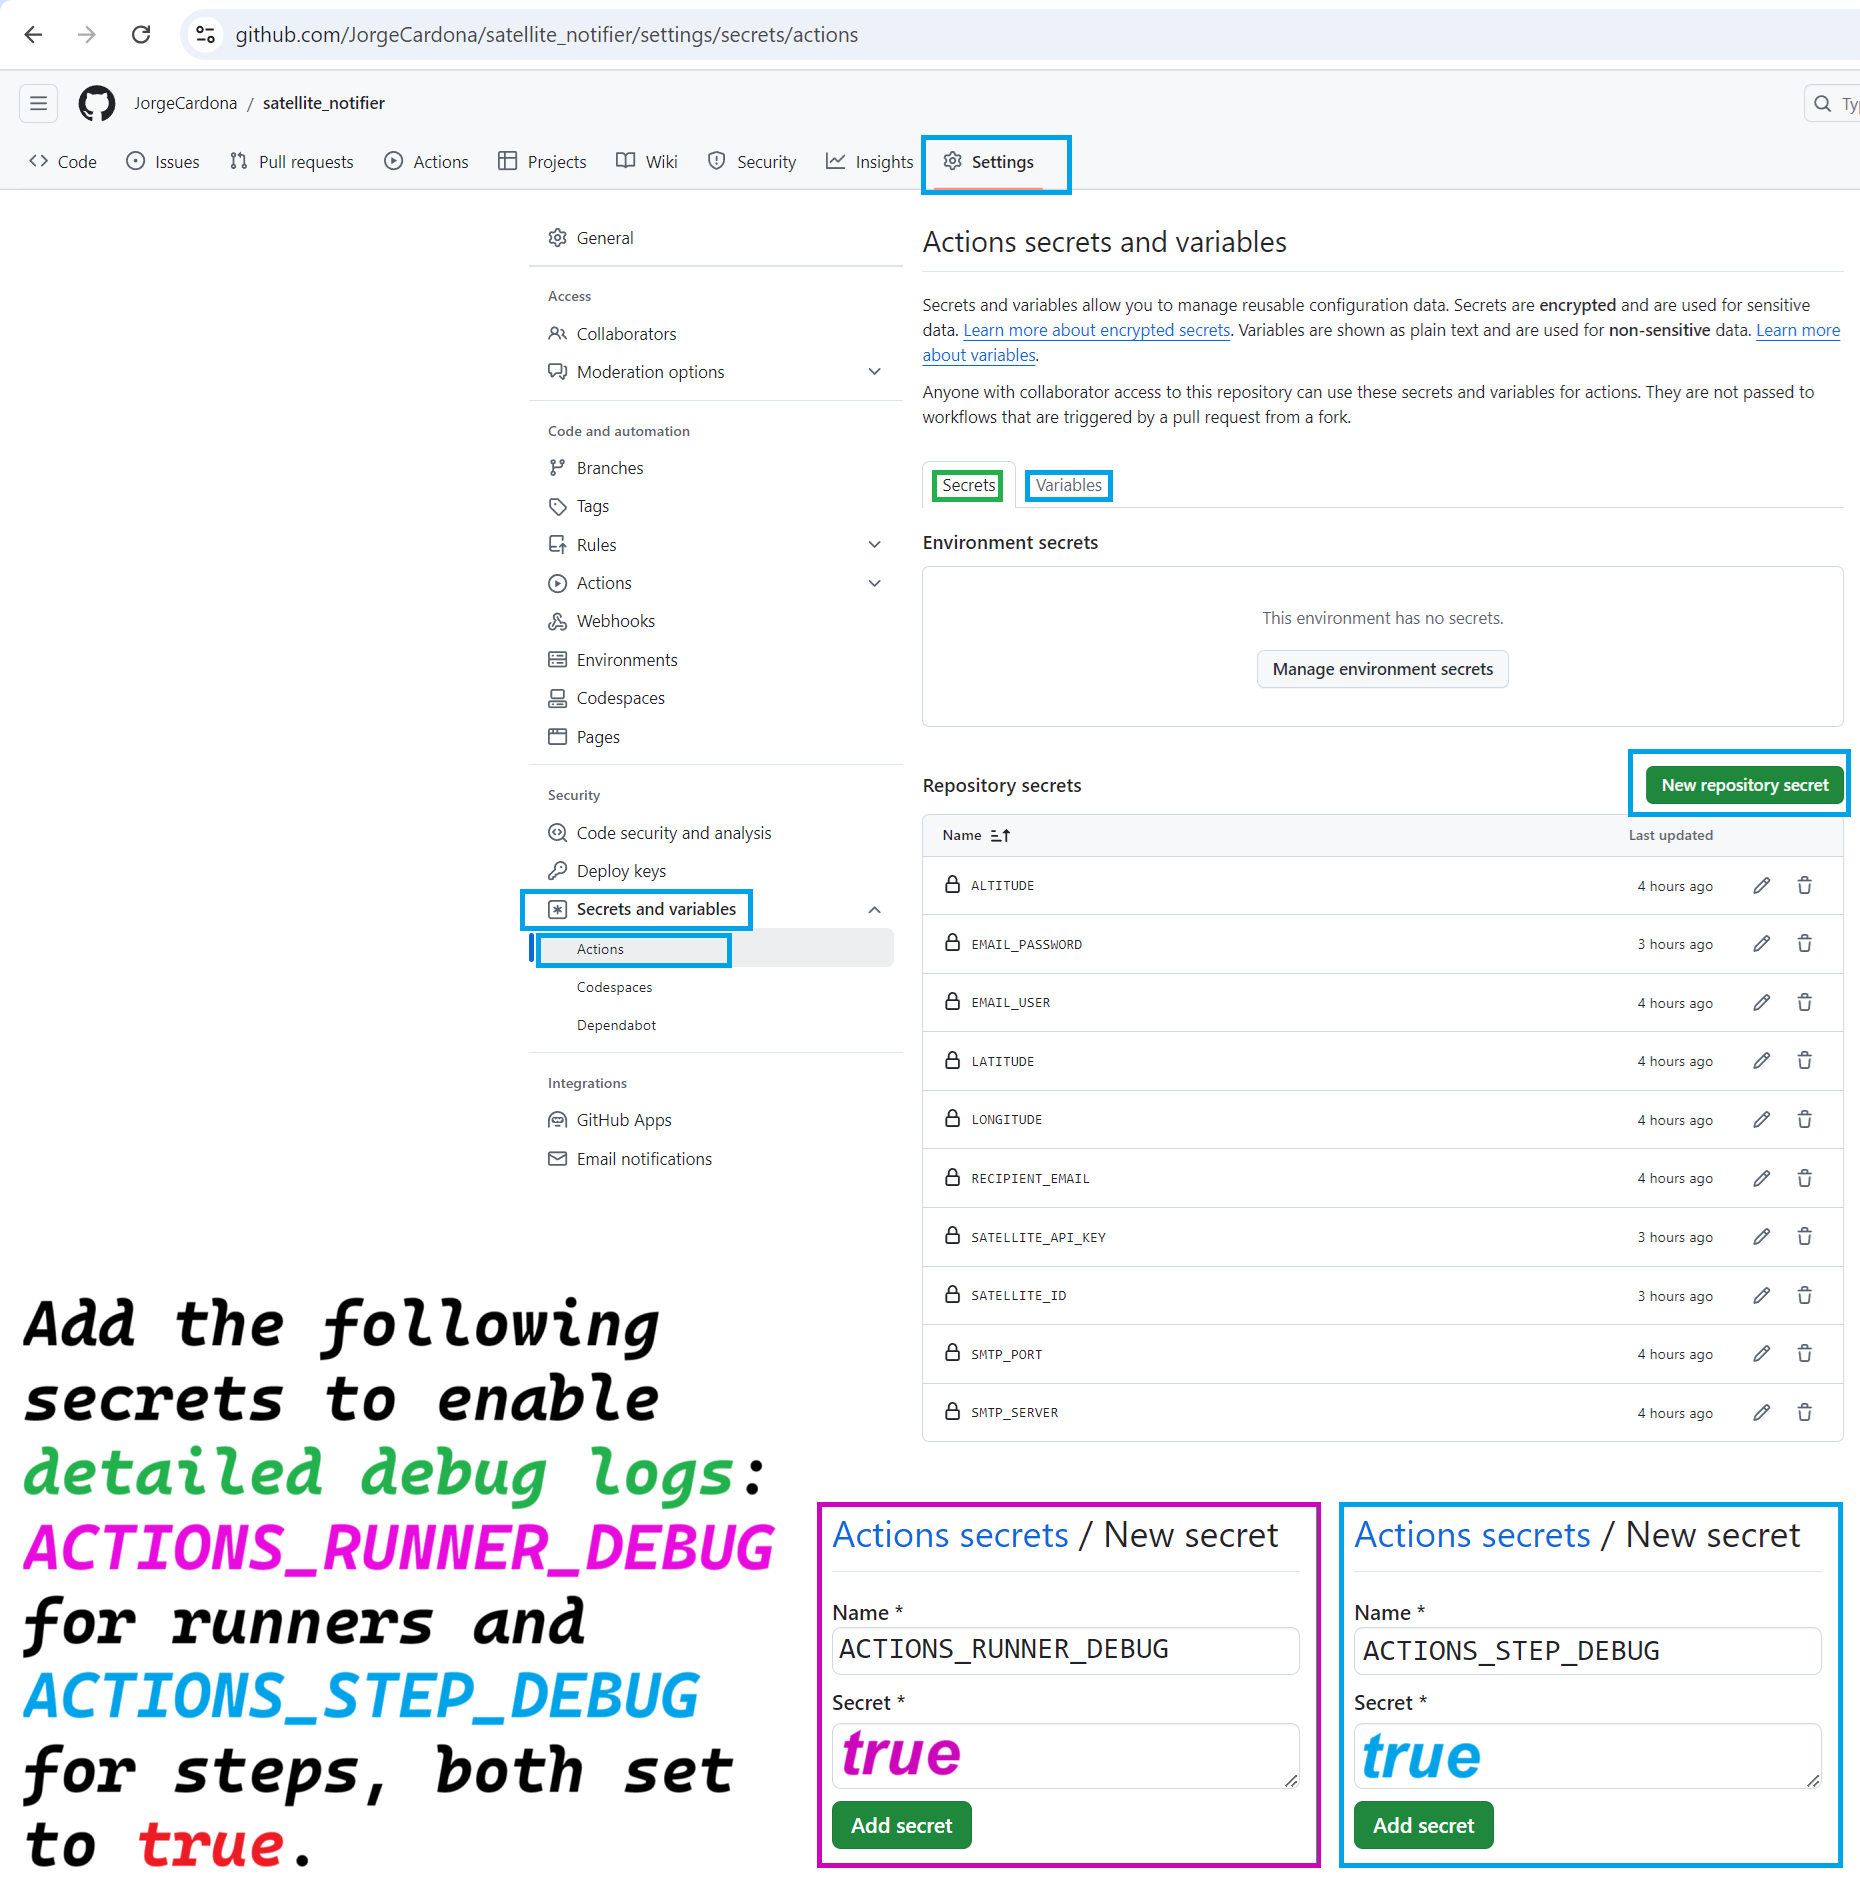 github.com/JorgeCardona/satellite_notifier/settings/secrets/actions
JorgeCardona / satellite_notifier
Ty
Code Issues Pull requests Actions Projects Wiki Security Insights Settings
General
Access
Collaborators
Moderation options
Code and automation
Branches
Tags
Rules
Actions
Webhooks
Environments
Codespaces
Pages
Security
Code security and analysis
Deploy keys
Secrets and variables
Actions
Codespaces
Dependabot
Integrations
GitHub Apps
Email notifications
Actions secrets and variables
Secrets and variables allow you to manage reusable configuration data. Secrets are encrypted and are used for sensitive
data. Learn more about encrypted secrets. Variables are shown as plain text and are used for non-sensitive data. Learn more
about variables.
Anyone with collaborator access to this repository can use these secrets and variables for actions. They are not passed to
workflows that are triggered by a pull request from a fork.
Secrets Variables
Environment secrets
This environment has no secrets.
Manage environment secrets
Repository secrets New repository secret
Name Last updated
ALTITUDE 4 hours ago
EMAIL_PASSWORD 3 hours ago
EMAIL_USER 4 hours ago
LATITUDE 4 hours ago
LONGITUDE 4 hours ago
RECIPIENT_EMAIL 4 hours ago
SATELLITE_API_KEY 3 hours ago
SATELLITE_ID 3 hours ago
SMTP_PORT 4 hours ago
SMTP_SERVER 4 hours ago
Add the following
secrets to enable
detailed debug logs:
ACTIONS_RUNNER_DEBUG
for runners and
ACTIONS_STEP_DEBUG
for steps, both set
to true.
Actions secrets / New secret
Name *
ACTIONS_RUNNER_DEBUG
Secret *
true
Add secret
Actions secrets / New secret
Name *
ACTIONS_STEP_DEBUG
Secret *
true
Add secret